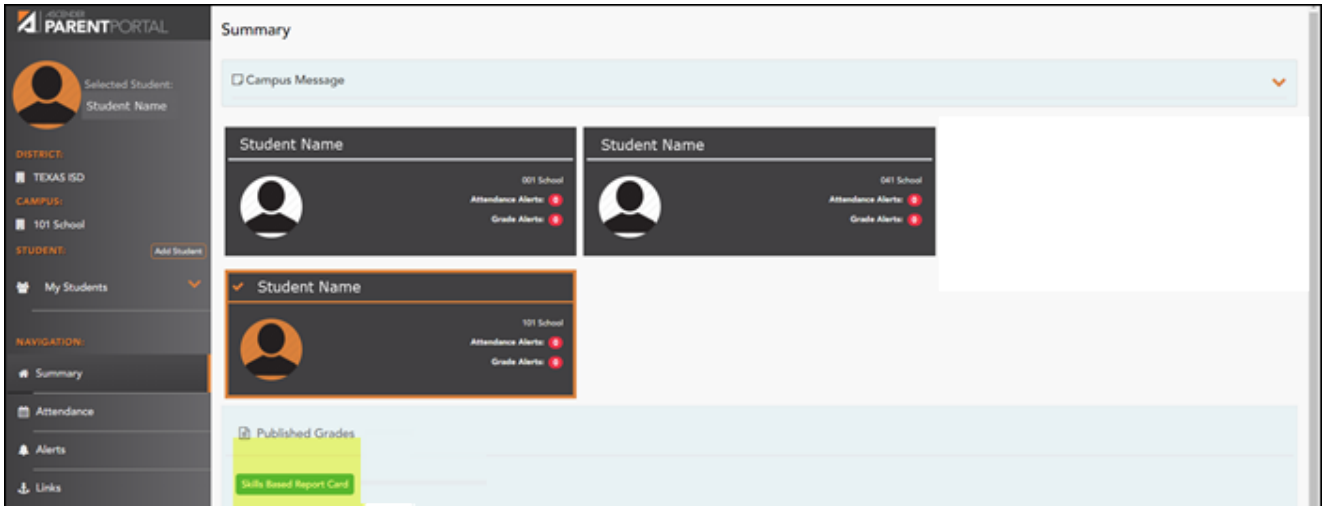 ASCENDER
PARENTPORTAL
Selected Student:
Student Name
DISTRICT:
TEXAS ISD
CAMPUS:
101 School
STUDENT:
Add Student
My Students
NAVIGATION:
Summary
Attendance
Alerts
Links
Summary
Campus Message
Student Name
001 School
Attendance Alerts: 0
Grade Alerts: 0
Student Name
041 School
Attendance Alerts: 0
Grade Alerts: 0
Student Name
101 School
Attendance Alerts: 0
Grade Alerts: 0
Published Grades
Skills Based Report Card